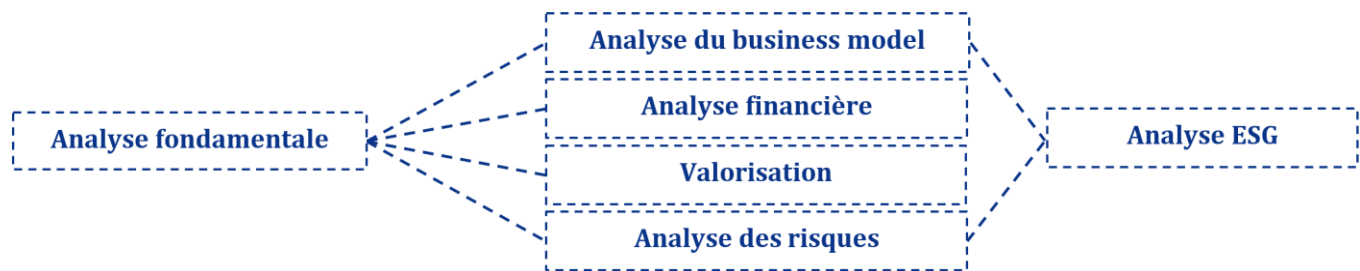 Analyse fondamentale
Analyse du business model
Analyse financière
Valorisation
Analyse des risques
Analyse ESG